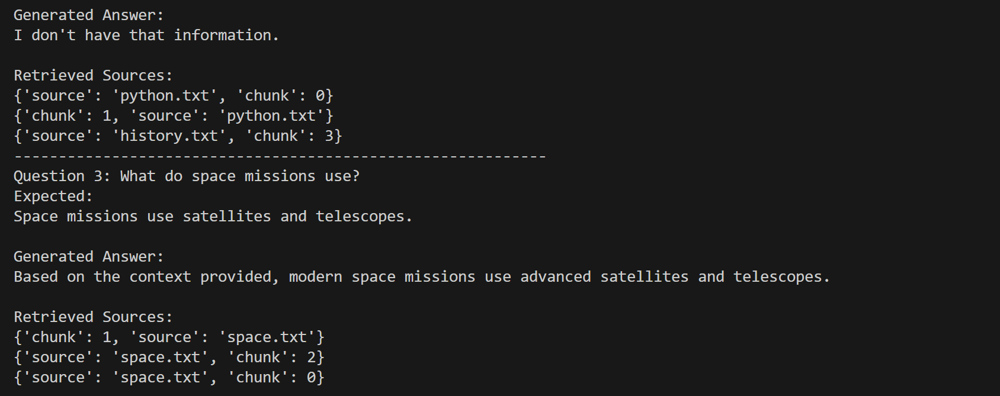 Generated Answer:
I don't have that information.
Retrieved Sources:
{'source': 'python.txt', 'chunk': 0}
{'chunk': 1, 'source': 'python.txt'}
{'source': 'history.txt', 'chunk': 3}
------------------------------------------------------------
Question 3: What do space missions use?
Expected:
Space missions use satellites and telescopes.
Generated Answer:
Based on the context provided, modern space missions use advanced satellites and telescopes.
Retrieved Sources:
{'chunk': 1, 'source': 'space.txt'}
{'source': 'space.txt', 'chunk': 2}
{'source': 'space.txt', 'chunk': 0}